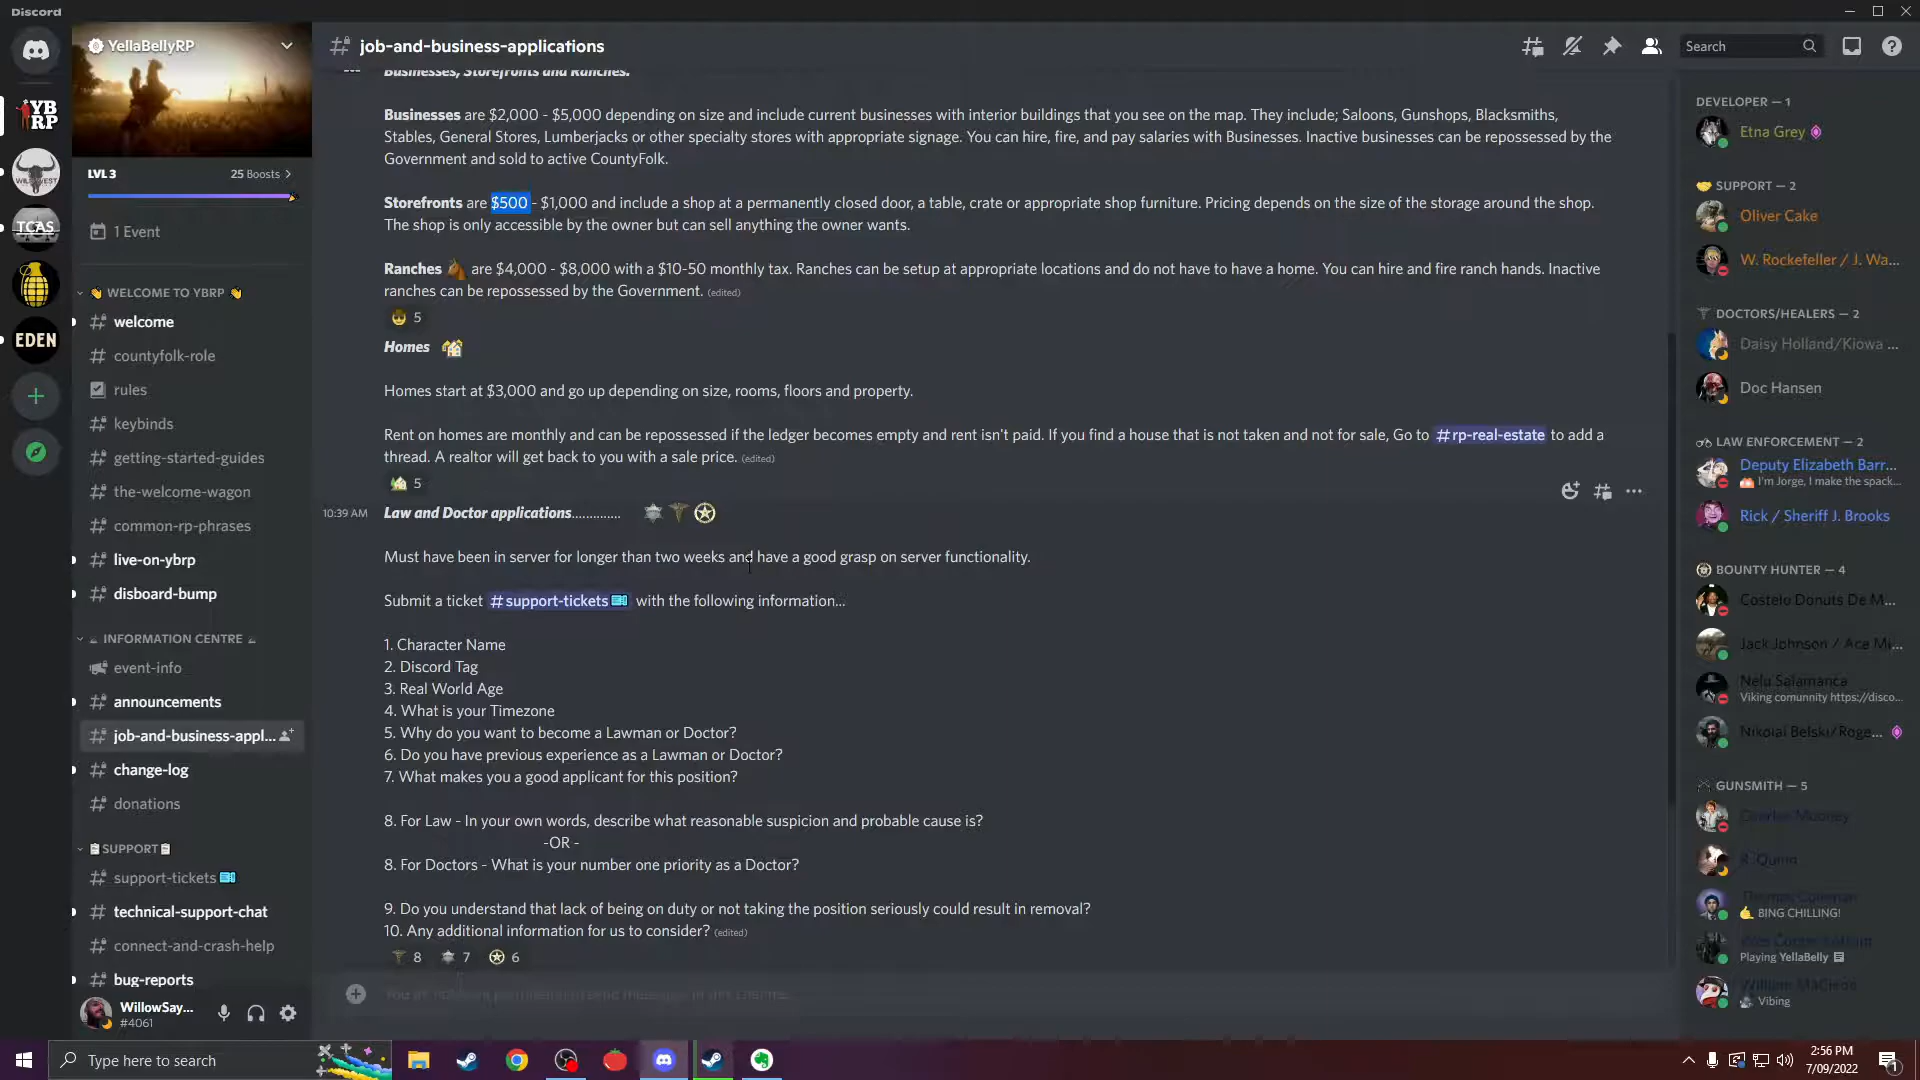 Discord
YellaBellyRP
job-and-business-applications
Search
LVL 3
25 Boosts
YB
RP
TCAS
EDEN
1 Event
WELCOME TO YBRP
welcome
countyfolk-role
rules
keybinds
getting-started-guides
the-welcome-wagon
common-rp-phrases
live-on-ybrp
disboard-bump
INFORMATION CENTRE
event-info
announcements
job-and-business-appl...
change-log
donations
SUPPORT
support-tickets
technical-support-chat
connect-and-crash-help
bug-reports
WillowSay...
#4061
Businesses, Storefronts and Ranches.
Businesses are $2,000 - $5,000 depending on size and include current businesses with interior buildings that you see on the map. They include; Saloons, Gunshops, Blacksmiths,
Stables, General Stores, Lumberjacks or other specialty stores with appropriate signage. You can hire, fire, and pay salaries with Businesses. Inactive businesses can be repossessed by the
Government and sold to active CountyFolk.
Storefronts are $500 - $1,000 and include a shop at a permanently closed door, a table, crate or appropriate shop furniture. Pricing depends on the size of the storage around the shop.
The shop is only accessible by the owner but can sell anything the owner wants.
Ranches are $4,000 - $8,000 with a $10-50 monthly tax. Ranches can be setup at appropriate locations and do not have to have a home. You can hire and fire ranch hands. Inactive
ranches can be repossessed by the Government. (edited)
5
Homes
Homes start at $3,000 and go up depending on size, rooms, floors and property.
Rent on homes are monthly and can be repossessed if the ledger becomes empty and rent isn't paid. If you find a house that is not taken and not for sale, Go to #rp-real-estate to add a
thread. A realtor will get back to you with a sale price. (edited)
5
10:39 AM Law and Doctor applications..............
Must have been in server for longer than two weeks and have a good grasp on server functionality.
Submit a ticket #support-tickets with the following information...
1. Character Name
2. Discord Tag
3. Real World Age
4. What is your Timezone
5. Why do you want to become a Lawman or Doctor?
6. Do you have previous experience as a Lawman or Doctor?
7. What makes you a good applicant for this position?
8. For Law - In your own words, describe what reasonable suspicion and probable cause is?
-OR -
8. For Doctors - What is your number one priority as a Doctor?
9. Do you understand that lack of being on duty or not taking the position seriously could result in removal?
10. Any additional information for us to consider? (edited)
8 7 6
DEVELOPER — 1
Etna Grey
SUPPORT — 2
Oliver Cake
W. Rockefeller / J. Wa...
DOCTORS/HEALERS — 2
Daisy Holland/Kiowa ...
Doc Hansen
LAW ENFORCEMENT — 2
Deputy Elizabeth Barr...
I'm Jorge, I make the spack...
Rick / Sheriff J. Brooks
BOUNTY HUNTER — 4
Costelo Donuts De M...
Jack Johnson / Ace Mi...
Nelu Salamanca
Viking comunnity https://disco...
Nikolai Belski/Roge...
GUNSMITH — 5
Charles Mooney
R. Quinn
BING CHILLING!
Playing YellaBelly
Vibing
Type here to search
2:56 PM
7/09/2022
1